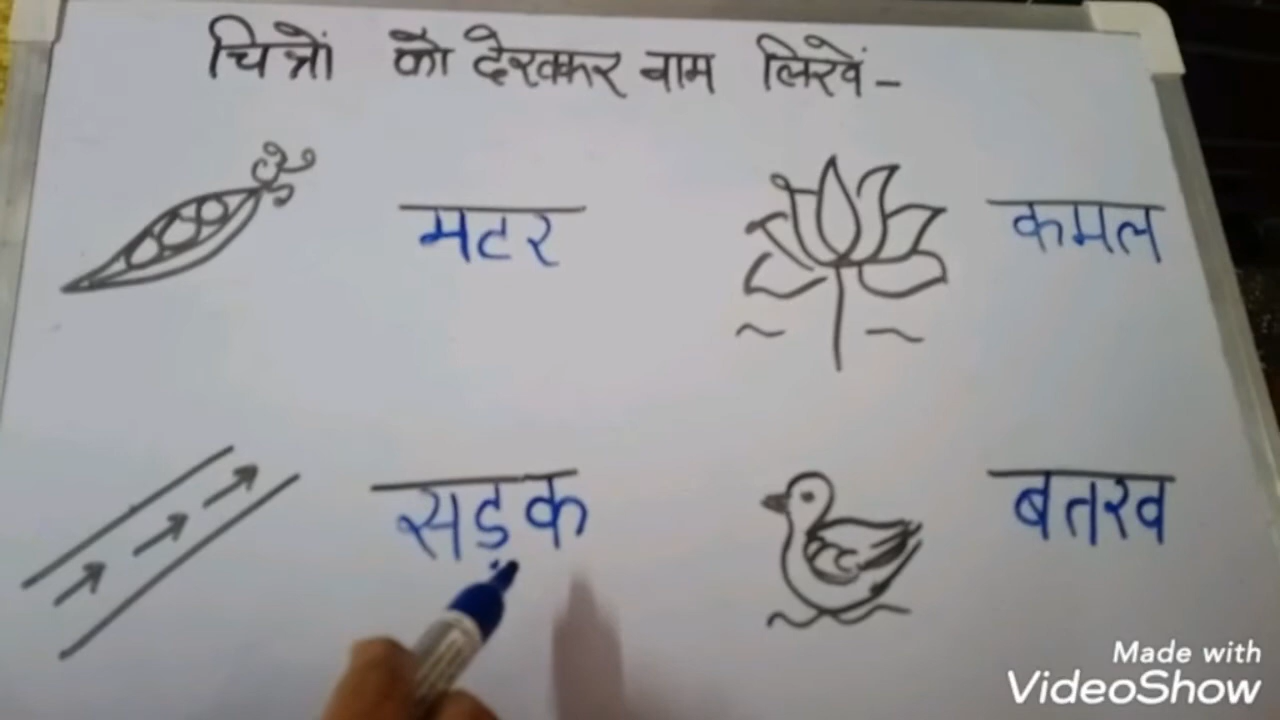 चित्रों को देखकर नाम लिखें-
मटर
कमल
सड़क
बतख
Made with
VideoShow